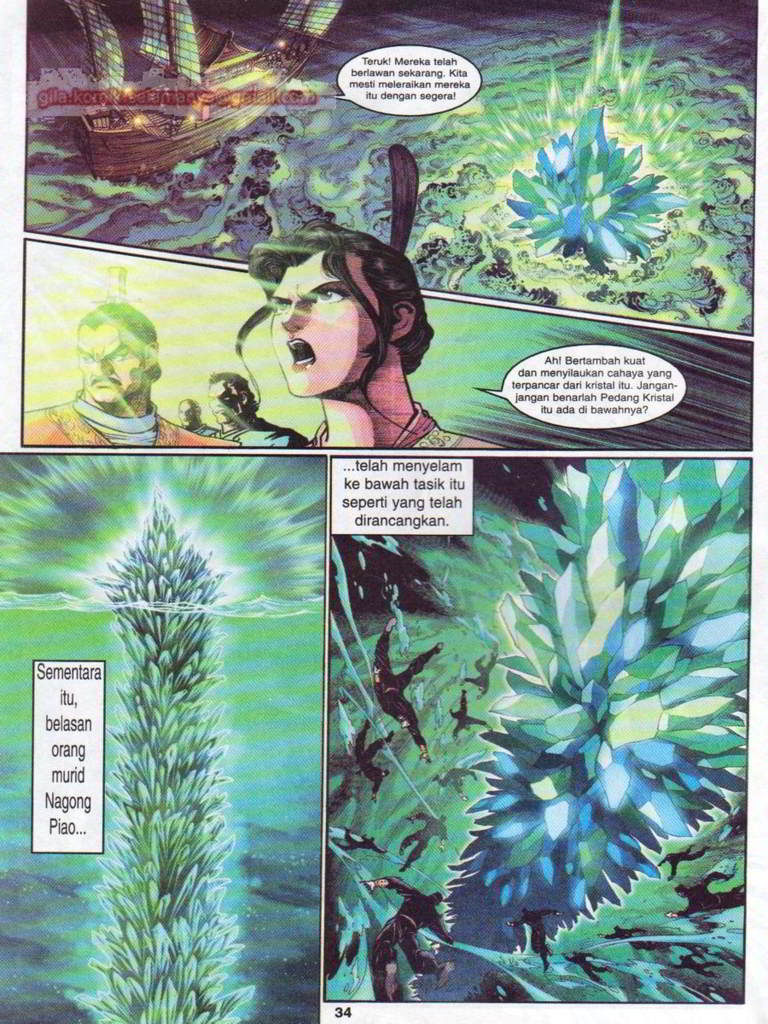 Teruk! Mereka telah
berlawan sekarang. Kita
mesti meleraikan mereka
itu dengan segera!
Ah! Bertambah kuat
dan menyilaukan cahaya yang
terpancar dari kristal itu. Jangan-
jangan benarlah Pedang Kristal
itu ada di bawahnya?
Sementara
itu,
belasan
orang
murid
Nagong
Piao...
...telah menyelam
ke bawah tasik itu
seperti yang telah
dirancangkan.
34